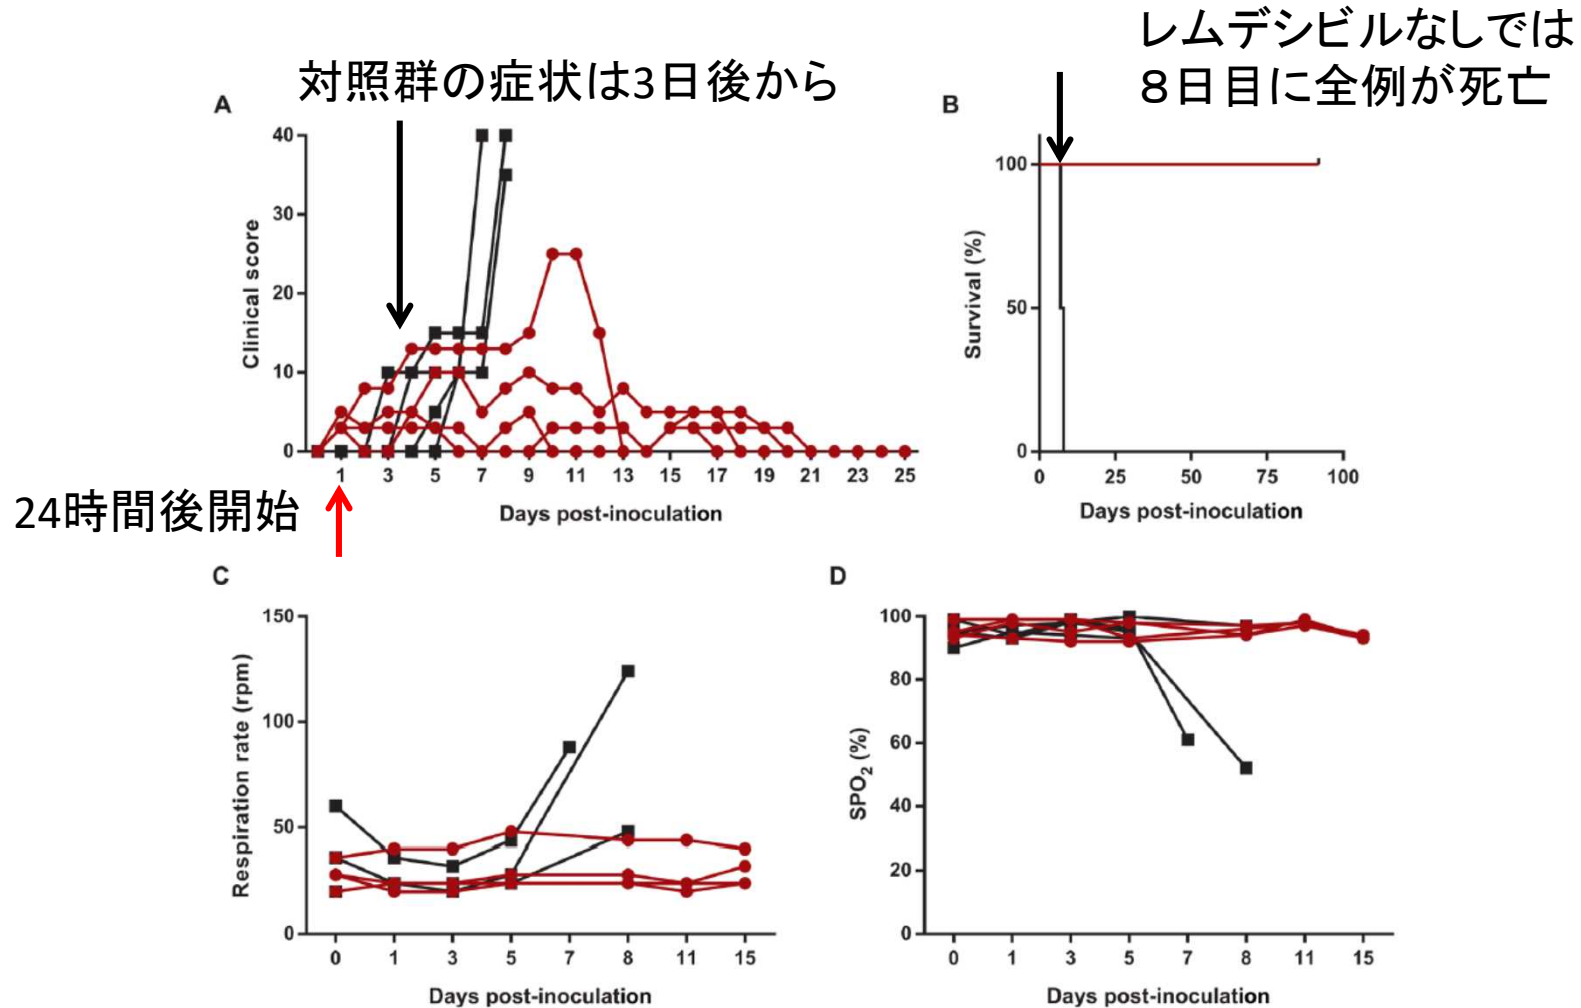 レムデシビルなしでは
８日目に全例が死亡
対照群の症状は3日後から
A
40
30
20
10
0
Clinical score
1 3 5 7 9 11 13 15 17 19 21 23 25
Days post-inoculation
24時間後開始
B
100
50
0
Survival (%)
0 25 50 75 100
Days post-inoculation
C
150
100
50
0
Respiration rate (rpm)
0 1 3 5 7 8 11 15
Days post-inoculation
D
100
80
60
40
20
0
SPO₂ (%)
0 1 3 5 7 8 11 15
Days post-inoculation